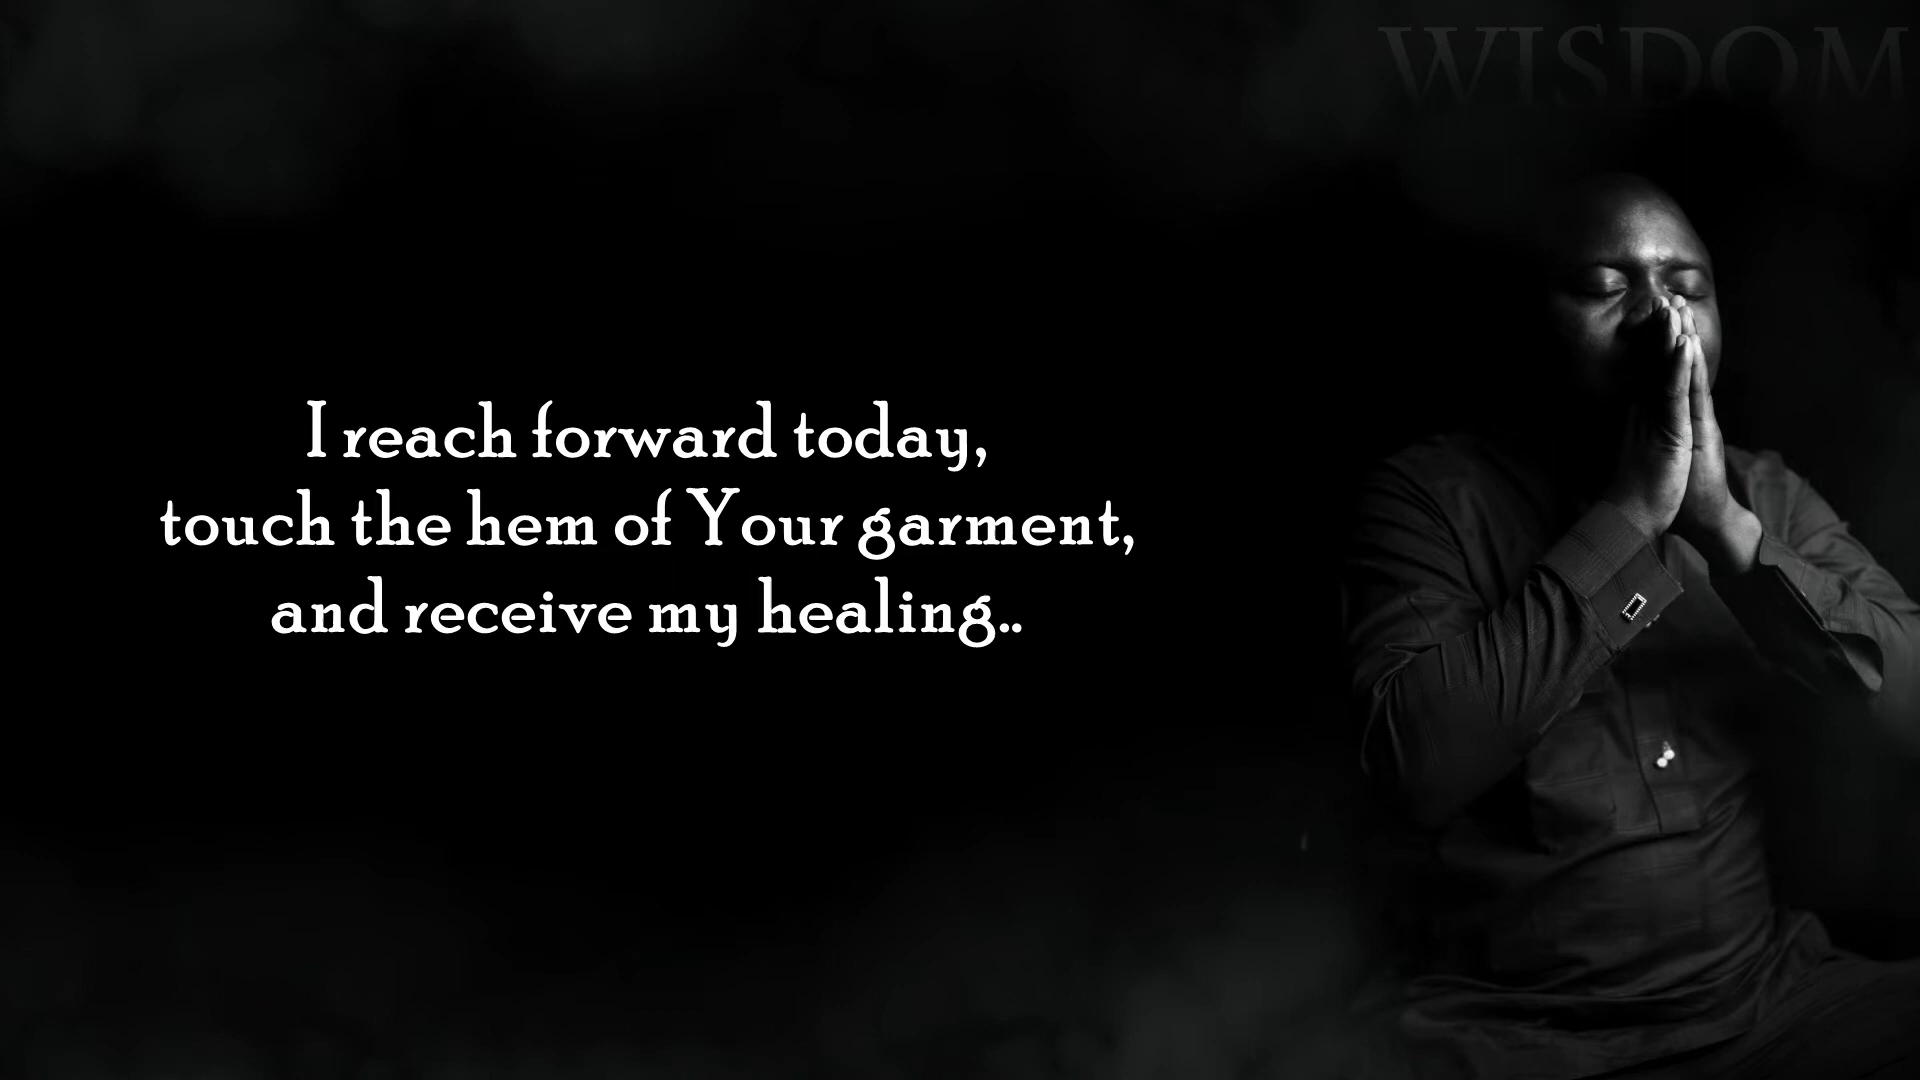 WISDOM
I reach forward today,
touch the hem of Your garment,
and receive my healing..